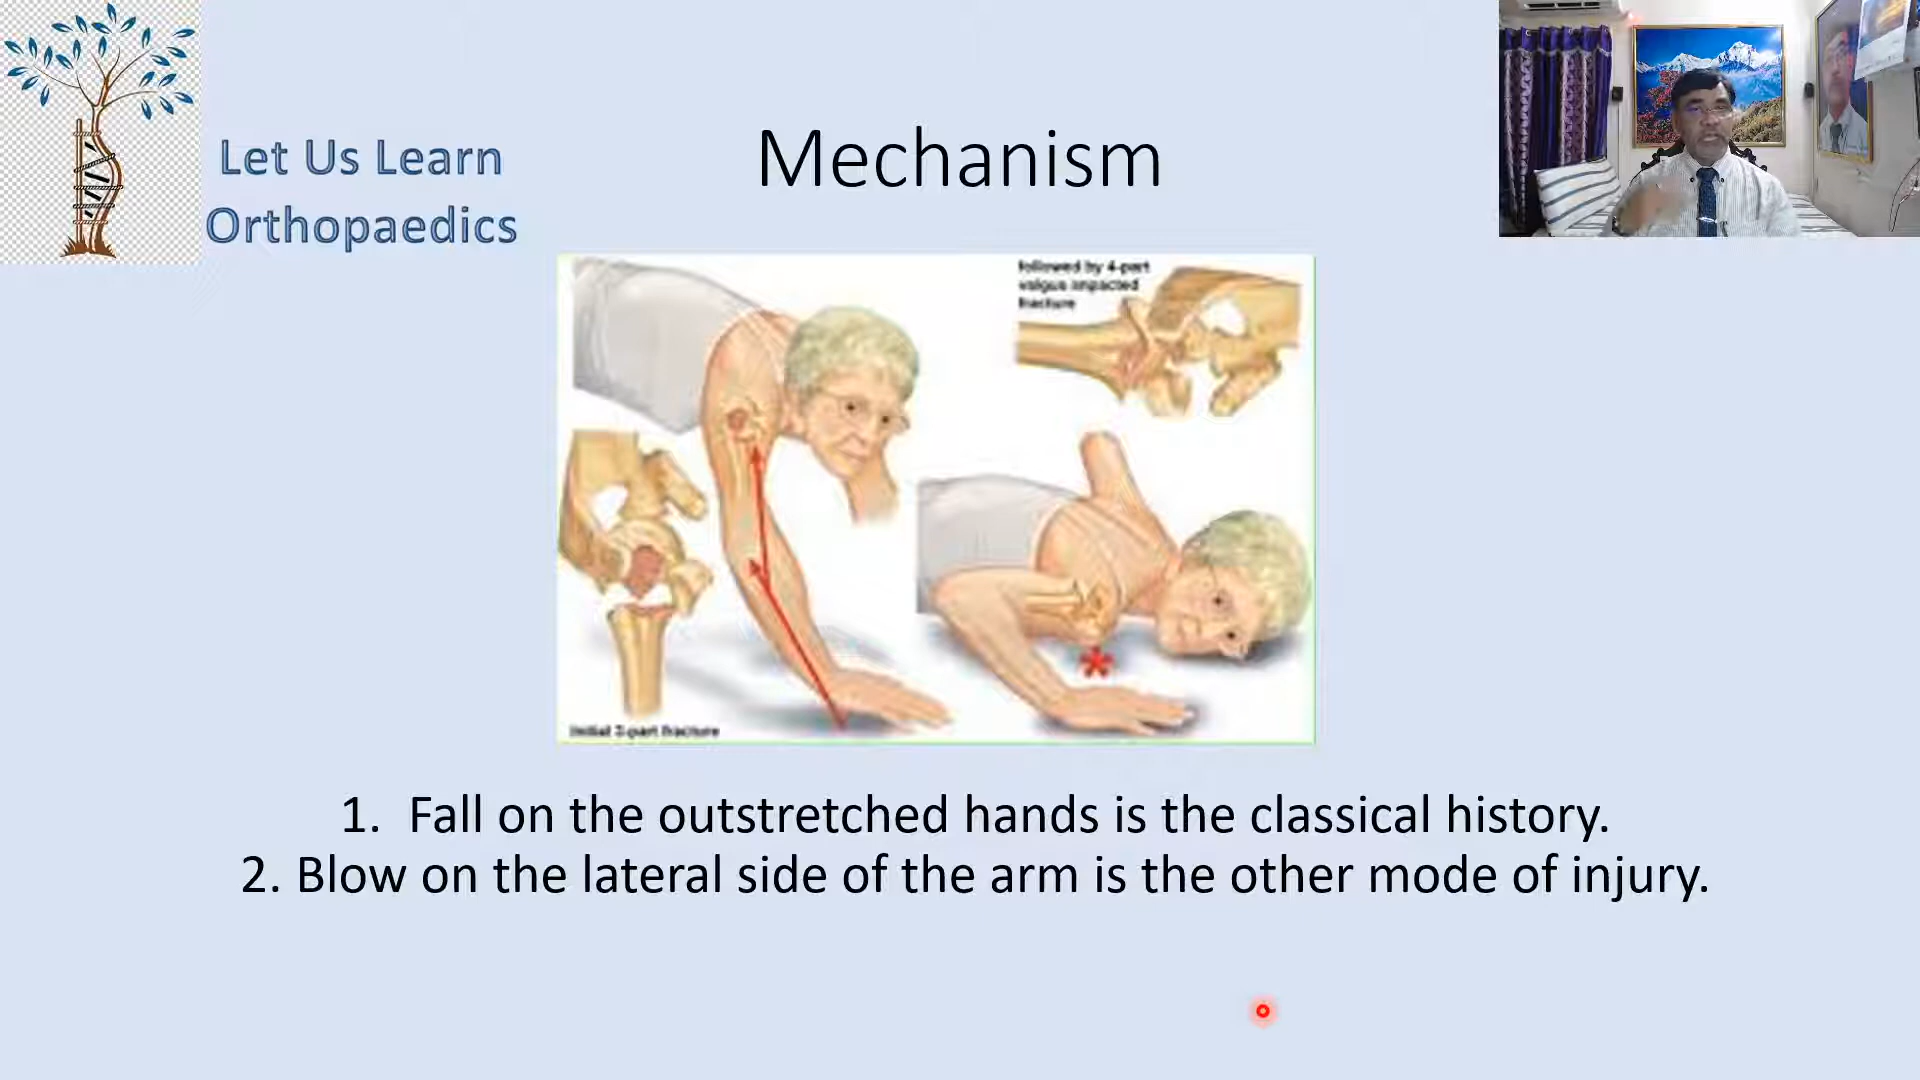 Let Us Learn
Orthopaedics
Mechanism
followed by 4-part
valgus impacted
fracture
Initial 2-part fracture
1. Fall on the outstretched hands is the classical history.
2. Blow on the lateral side of the arm is the other mode of injury.